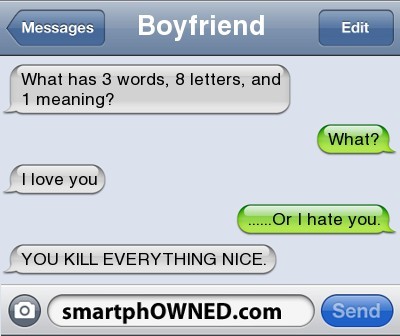 Messages Boyfriend Edit
What has 3 words, 8 letters, and
1 meaning?
What?
I love you
......Or I hate you.
YOU KILL EVERYTHING NICE.
smartphOWNED.com Send